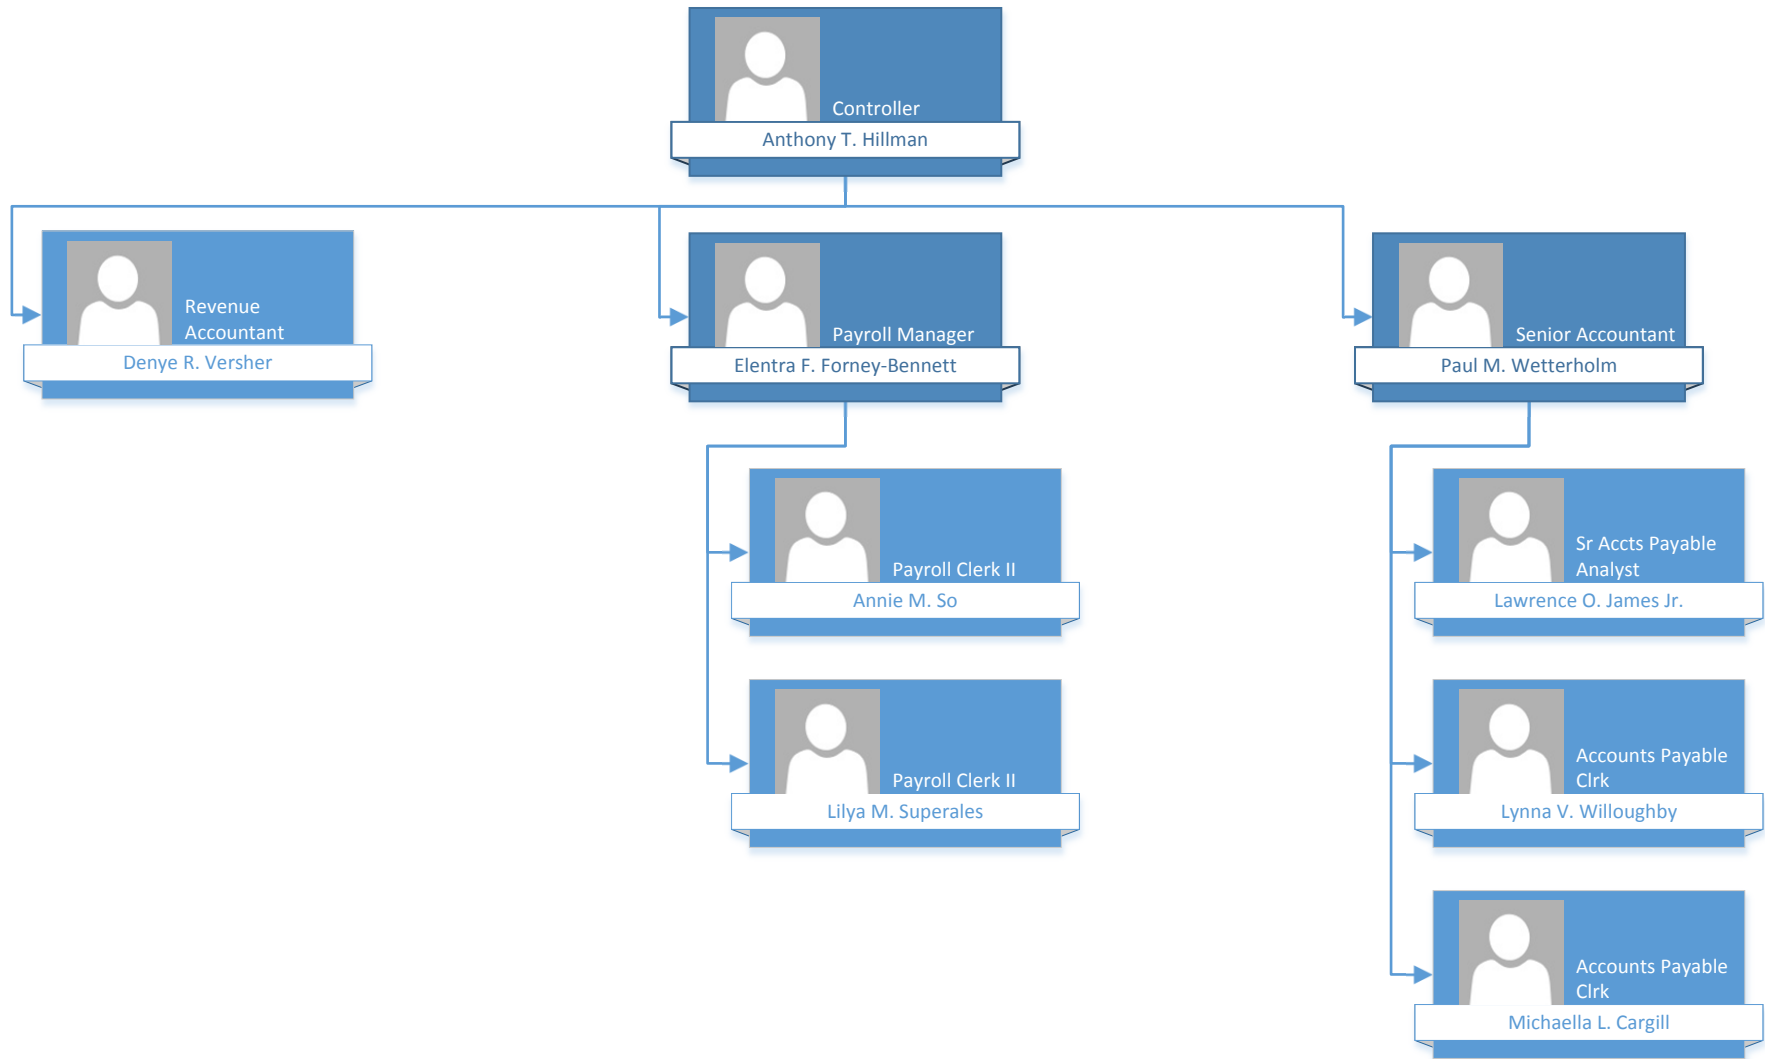 Controller
Anthony T. Hillman
Revenue
Accountant
Denye R. Versher
Payroll Manager
Elentra F. Forney-Bennett
Senior Accountant
Paul M. Wetterholm
Payroll Clerk II
Annie M. So
Payroll Clerk II
Lilya M. Superales
Sr Accts Payable
Analyst
Lawrence O. James Jr.
Accounts Payable
Clrk
Lynna V. Willoughby
Accounts Payable
Clrk
Michaella L. Cargill